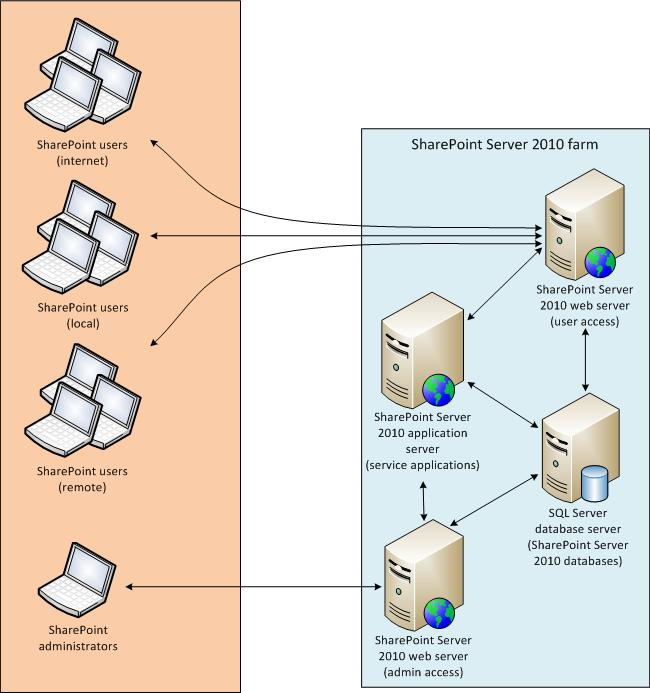 SharePoint users
(internet)
SharePoint users
(local)
SharePoint users
(remote)
SharePoint
administrators
SharePoint Server 2010 farm
SharePoint Server
2010 web server
(user access)
SharePoint Server
2010 application
server
(service applications)
SQL Server
database server
(SharePoint Server
2010 databases)
SharePoint Server
2010 web server
(admin access)